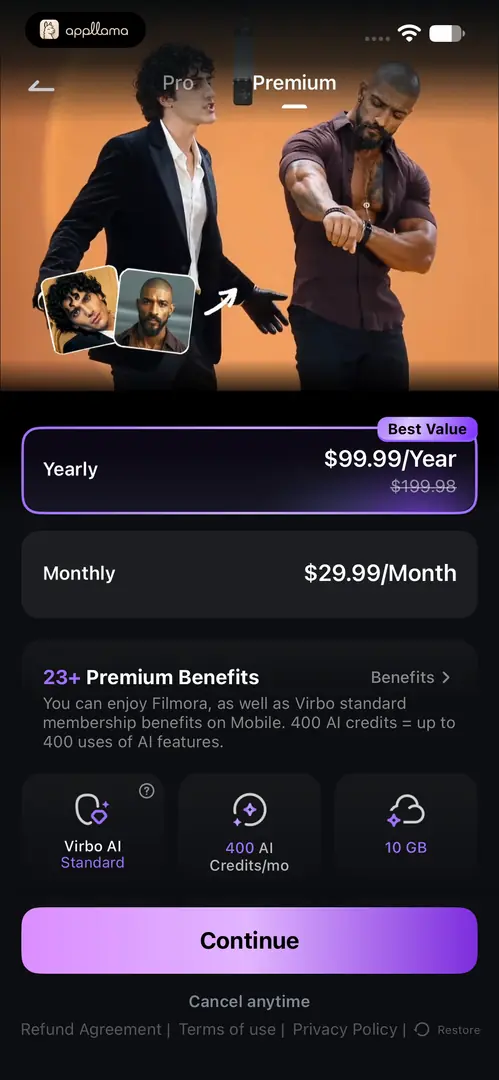 appllama
Pro
Premium
Best Value
Yearly
$99.99/Year
$199.98
Monthly
$29.99/Month
23+ Premium Benefits
Benefits >
You can enjoy Filmora, as well as Virbo standard
membership benefits on Mobile. 400 AI credits = up to
400 uses of AI features.
?
Virbo AI
Standard
400 AI
Credits/mo
10 GB
Continue
Cancel anytime
Refund Agreement | Terms of use | Privacy Policy | Restore